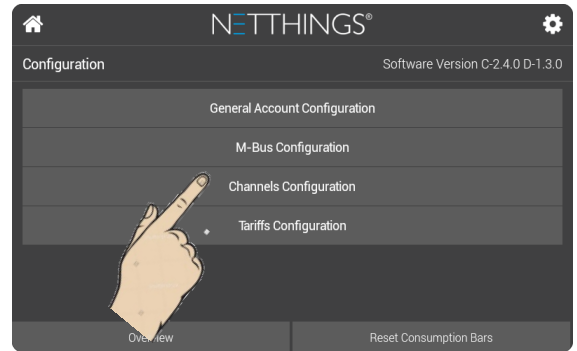 NETTHINGS®
Configuration
Software Version C-2.4.0 D-1.3.0
General Account Configuration
M-Bus Configuration
Channels Configuration
Tariffs Configuration
Reset Consumption Bars